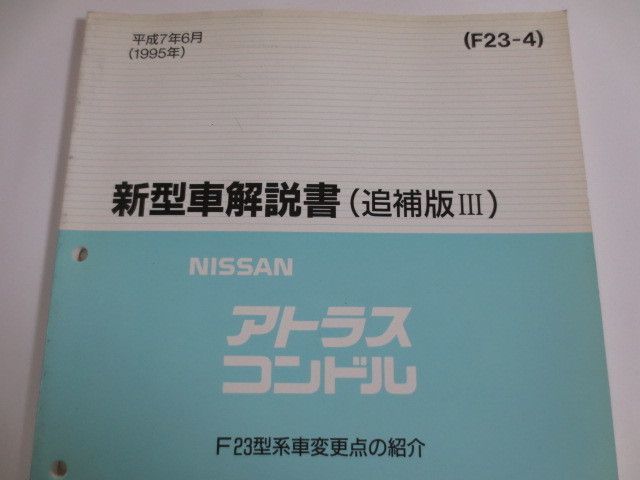 平成7年6月
(1995年)
(F23-4)
新型車解説書(追補版III)
NISSAN
アトラス
コンドル
F23型系車変更点の紹介